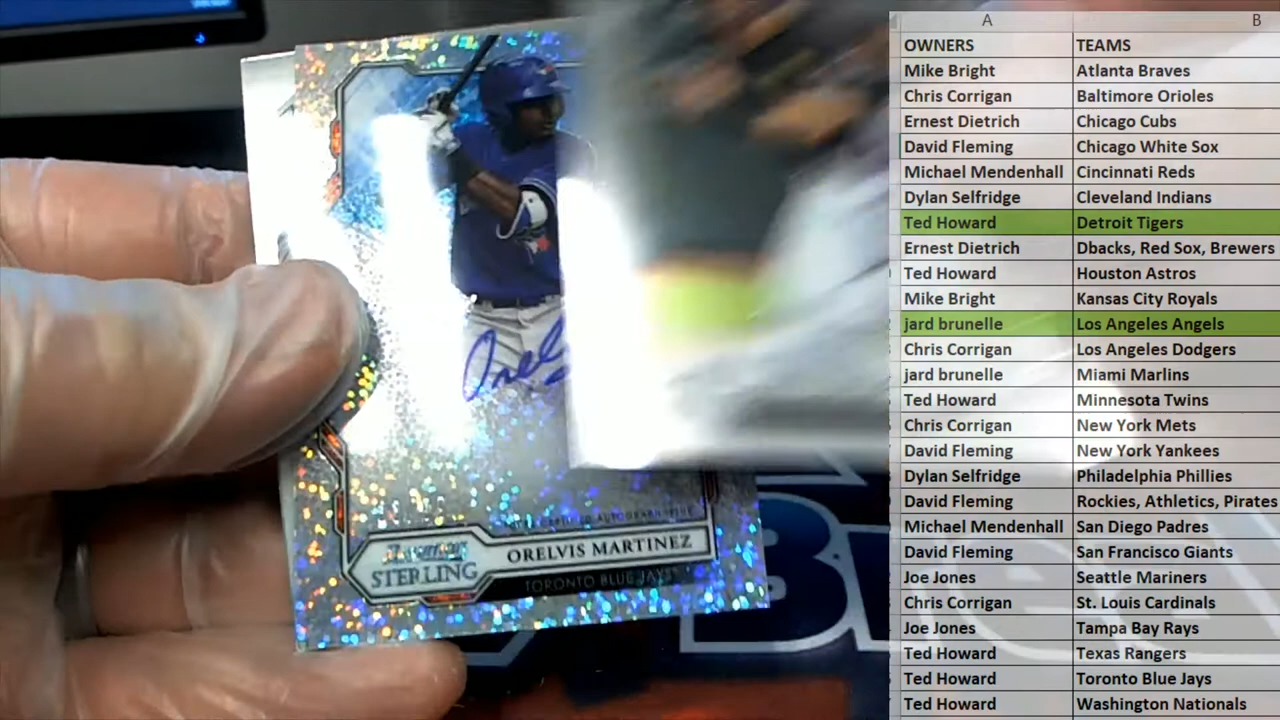 Orel
STERLING
ORELVIS MARTINEZ
TORONTO BLUE JAYS
A B
OWNERS TEAMS
Mike Bright Atlanta Braves
Chris Corrigan Baltimore Orioles
Ernest Dietrich Chicago Cubs
David Fleming Chicago White Sox
Michael Mendenhall Cincinnati Reds
Dylan Selfridge Cleveland Indians
Ted Howard Detroit Tigers
Ernest Dietrich Dbacks, Red Sox, Brewers
Ted Howard Houston Astros
Mike Bright Kansas City Royals
jard brunelle Los Angeles Angels
Chris Corrigan Los Angeles Dodgers
jard brunelle Miami Marlins
Ted Howard Minnesota Twins
Chris Corrigan New York Mets
David Fleming New York Yankees
Dylan Selfridge Philadelphia Phillies
David Fleming Rockies, Athletics, Pirates
Michael Mendenhall San Diego Padres
David Fleming San Francisco Giants
Joe Jones Seattle Mariners
Chris Corrigan St. Louis Cardinals
Joe Jones Tampa Bay Rays
Ted Howard Texas Rangers
Ted Howard Toronto Blue Jays
Ted Howard Washington Nationals